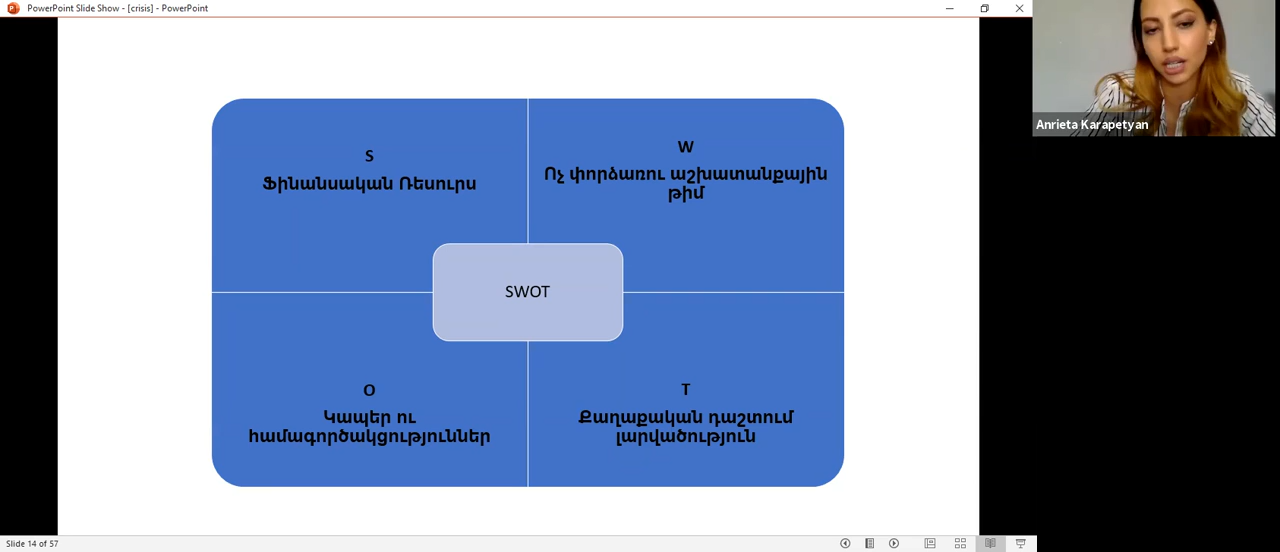 PowerPoint Slide Show - [crisis] - PowerPoint
Anrieta Karapetyan
S
Ֆինանսական Ռեսուրս
W
Ոչ փորձառու աշխատանքային
թիմ
SWOT
O
Կապեր ու
համագործակցություններ
T
Քաղաքական դաշտում
լարվածություն
Slide 14 of 57